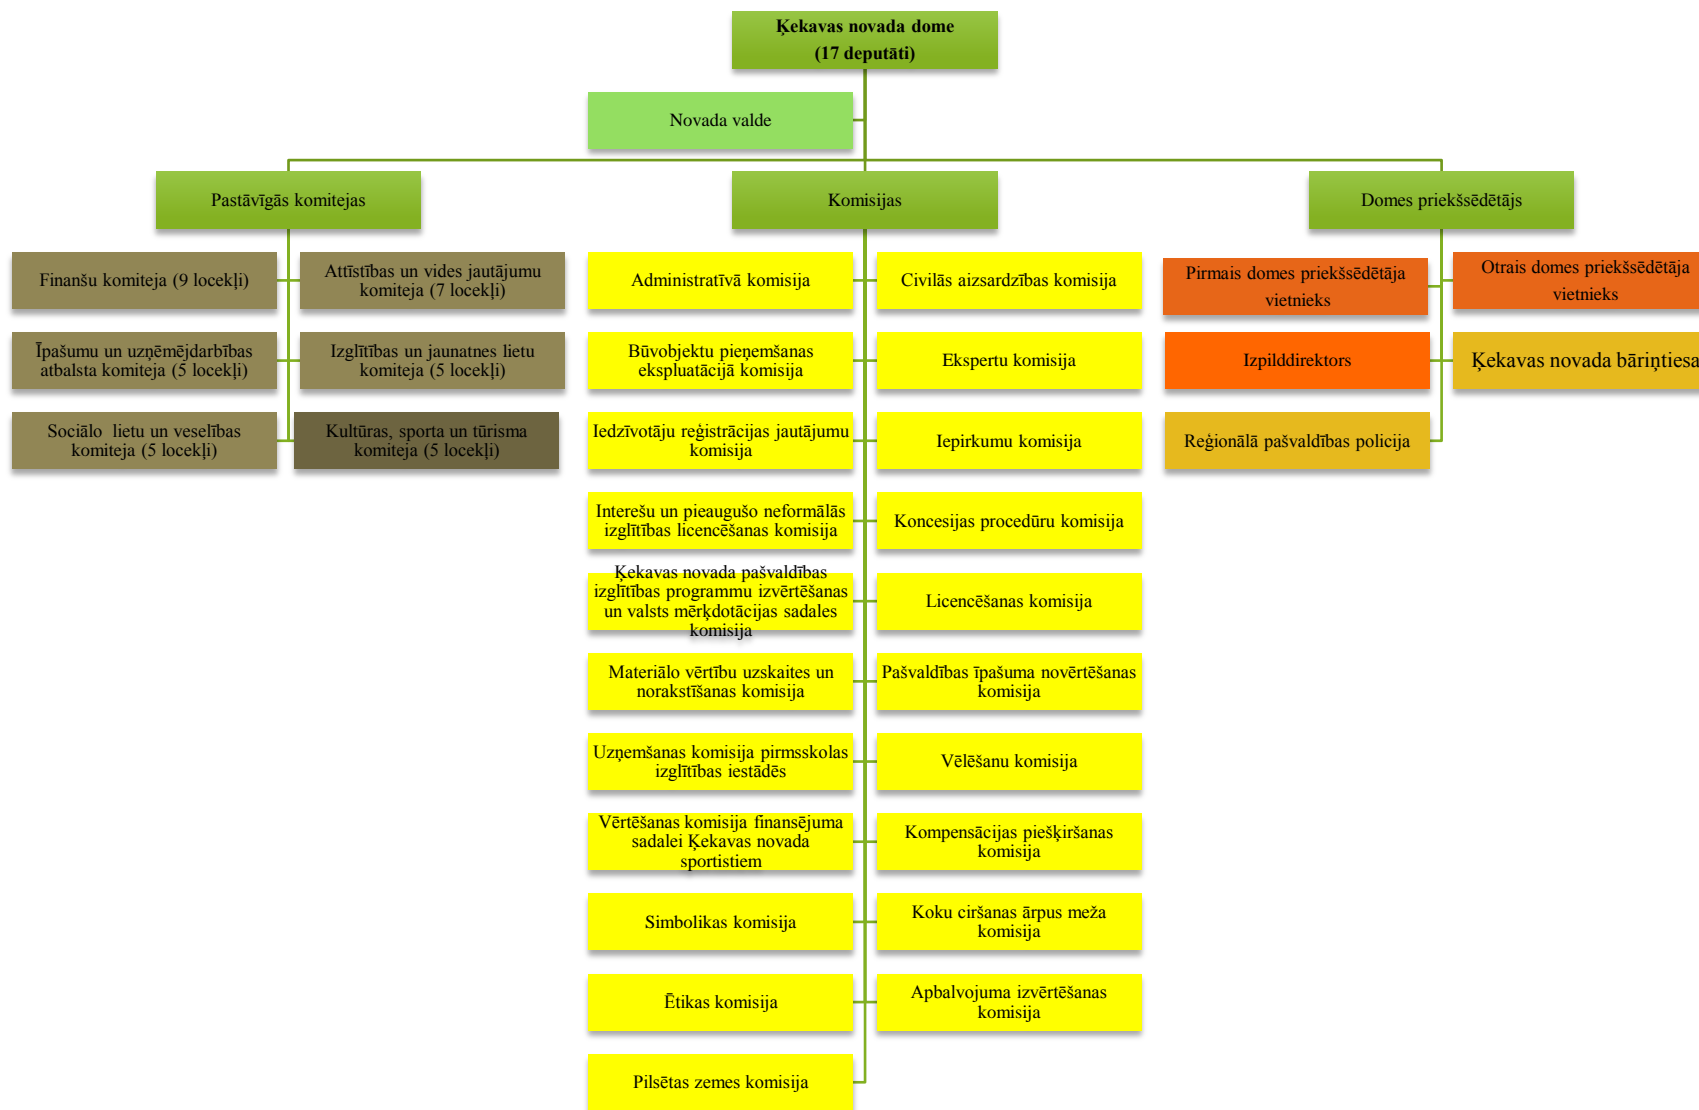 Ķekavas novada dome
(17 deputāti)
Novada valde
Pastāvīgās komitejas
Komisijas
Domes priekšsēdētājs
Finanšu komiteja (9 locekļi)
Attīstības un vides jautājumu
komiteja (7 locekļi)
Īpašumu un uzņēmējdarbības
atbalsta komiteja (5 locekļi)
Izglītības un jaunatnes lietu
komiteja (5 locekļi)
Sociālo lietu un veselības
komiteja (5 locekļi)
Kultūras, sporta un tūrisma
komiteja (5 locekļi)
Administratīvā komisija
Civilās aizsardzības komisija
Būvobjektu pieņemšanas
ekspluatācijā komisija
Ekspertu komisija
Iedzīvotāju reģistrācijas jautājumu
komisija
Iepirkumu komisija
Interešu un pieaugušo neformālās
izglītības licencēšanas komisija
Koncesijas procedūru komisija
Ķekavas novada pašvaldības
izglītības programmu izvērtēšanas
un valsts mērķdotācijas sadales
komisija
Licencēšanas komisija
Materiālo vērtību uzskaites un
norakstīšanas komisija
Pašvaldības īpašuma novērtēšanas
komisija
Uzņemšanas komisija pirmsskolas
izglītības iestādēs
Vēlēšanu komisija
Vērtēšanas komisija finansējuma
sadalei Ķekavas novada
sportistiem
Kompensācijas piešķiršanas
komisija
Simbolikas komisija
Koku ciršanas ārpus meža
komisija
Ētikas komisija
Apbalvojuma izvērtēšanas
komisija
Pilsētas zemes komisija
Pirmais domes priekšsēdētāja
vietnieks
Otrais domes priekšsēdētāja
vietnieks
Izpilddirektors
Ķekavas novada bāriņtiesa
Reģionālā pašvaldības policija